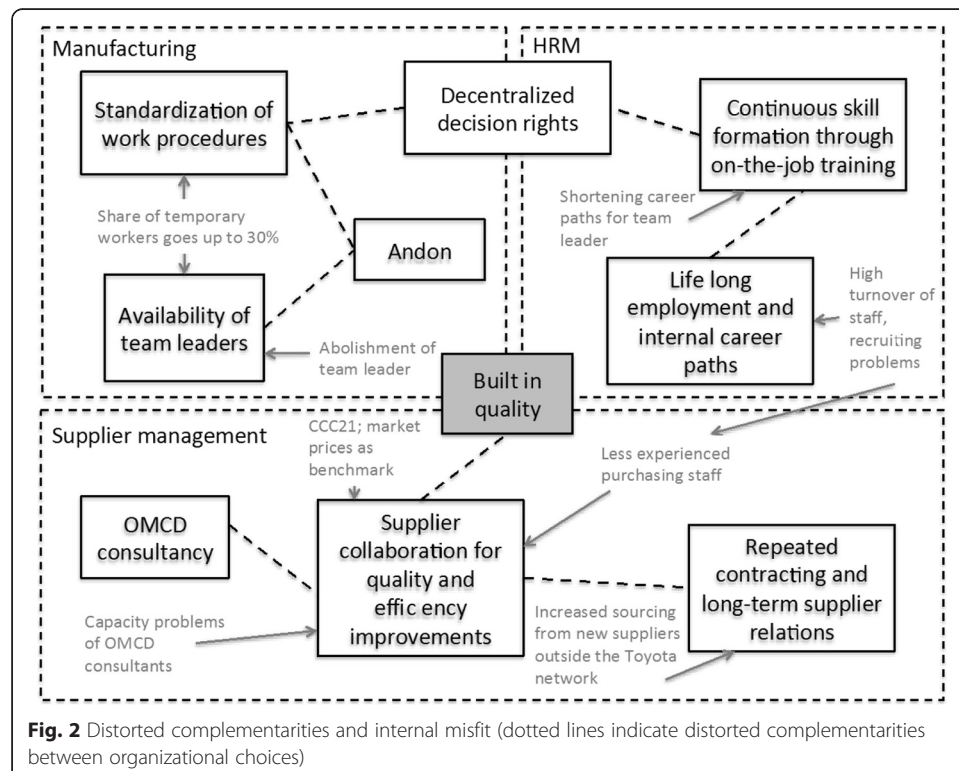 Manufacturing
HRM
Standardization of
work procedures
Decentralized
decision rights
Continuous skill
formation through
on-the-job training
Share of temporary
workers goes up to 30%
Shortening career
paths for team
leader
Andon
Availability of
team leaders
Abolishment of
team leader
Life long
employment and
internal career
paths
High
turnover of
staff,
recruiting
problems
Built in
quality
Supplier management
CCC21; market
prices as
benchmark
Less experienced
purchasing staff
OMCD
consultancy
Supplier
collaboration for
quality and
effic ency
improvements
Repeated
contracting and
long-term supplier
relations
Capacity problems
of OMCD
consultants
Increased sourcing
from new suppliers
outside the Toyota
network
Fig. 2 Distorted complementarities and internal misfit (dotted lines indicate distorted complementarities
between organizational choices)